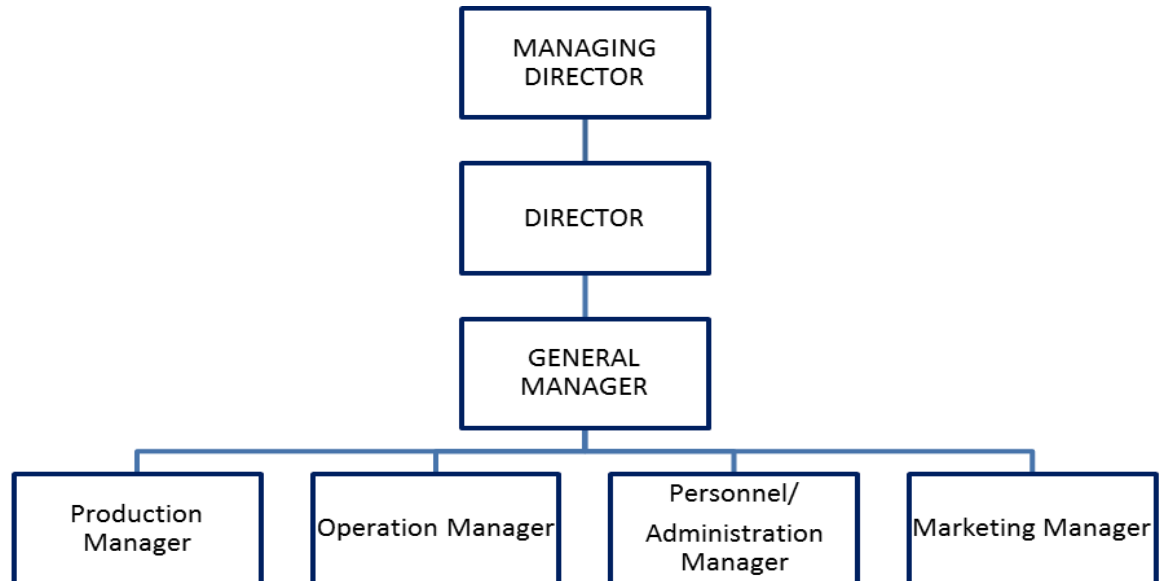 MANAGING
DIRECTOR
DIRECTOR
GENERAL
MANAGER
Production
Manager
Operation Manager
Personnel/
Administration
Manager
Marketing Manager